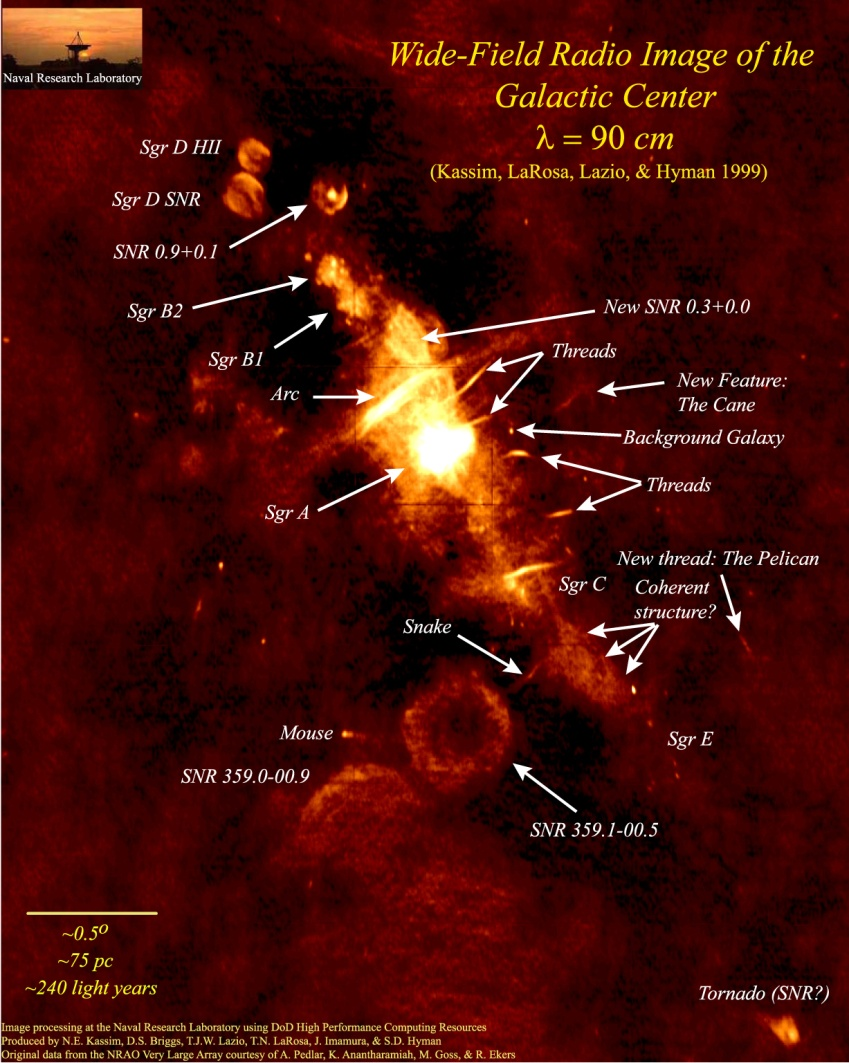 Naval Research Laboratory
Wide-Field Radio Image of the
Galactic Center
λ = 90 cm
(Kassim, LaRosa, Lazio, & Hyman 1999)
Sgr D HII
Sgr D SNR
SNR 0.9+0.1
Sgr B2
New SNR 0.3+0.0
Sgr B1
Threads
Arc
New Feature:
The Cane
Background Galaxy
Threads
Sgr A
New thread: The Pelican
Sgr C
Coherent
structure?
Snake
Mouse
Sgr E
SNR 359.0-00.9
SNR 359.1-00.5
~0.5º
~75 pc
~240 light years
Tornado (SNR?)
Image processing at the Naval Research Laboratory using DoD High Performance Computing Resources
Produced by N.E. Kassim, D.S. Briggs, T.J.W. Lazio, T.N. LaRosa, J. Imamura, & S.D. Hyman
Original data from the NRAO Very Large Array courtesy of A. Pedlar, K. Anantharamiah, M. Goss, & R. Ekers